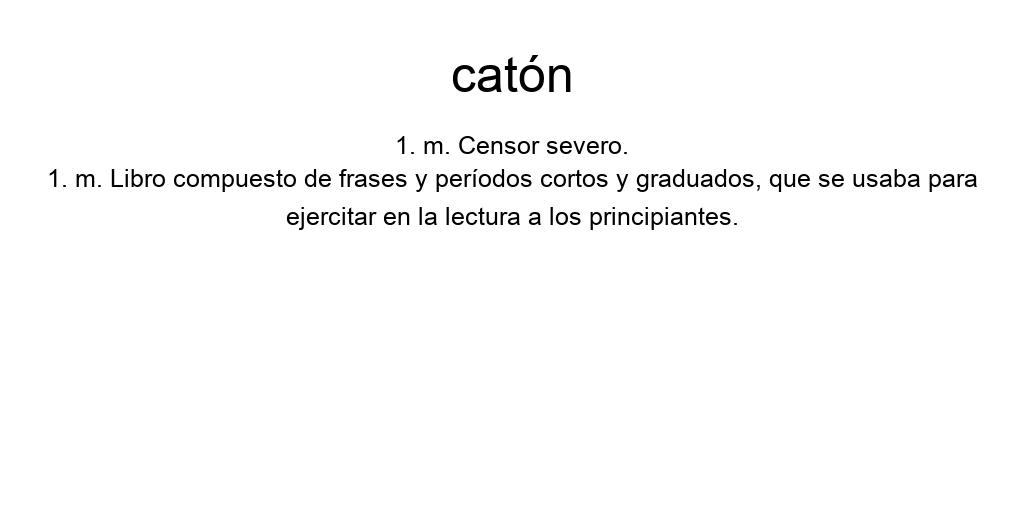 catón
1. m. Censor severo.
1. m. Libro compuesto de frases y períodos cortos y graduados, que se usaba para
ejercitar en la lectura a los principiantes.